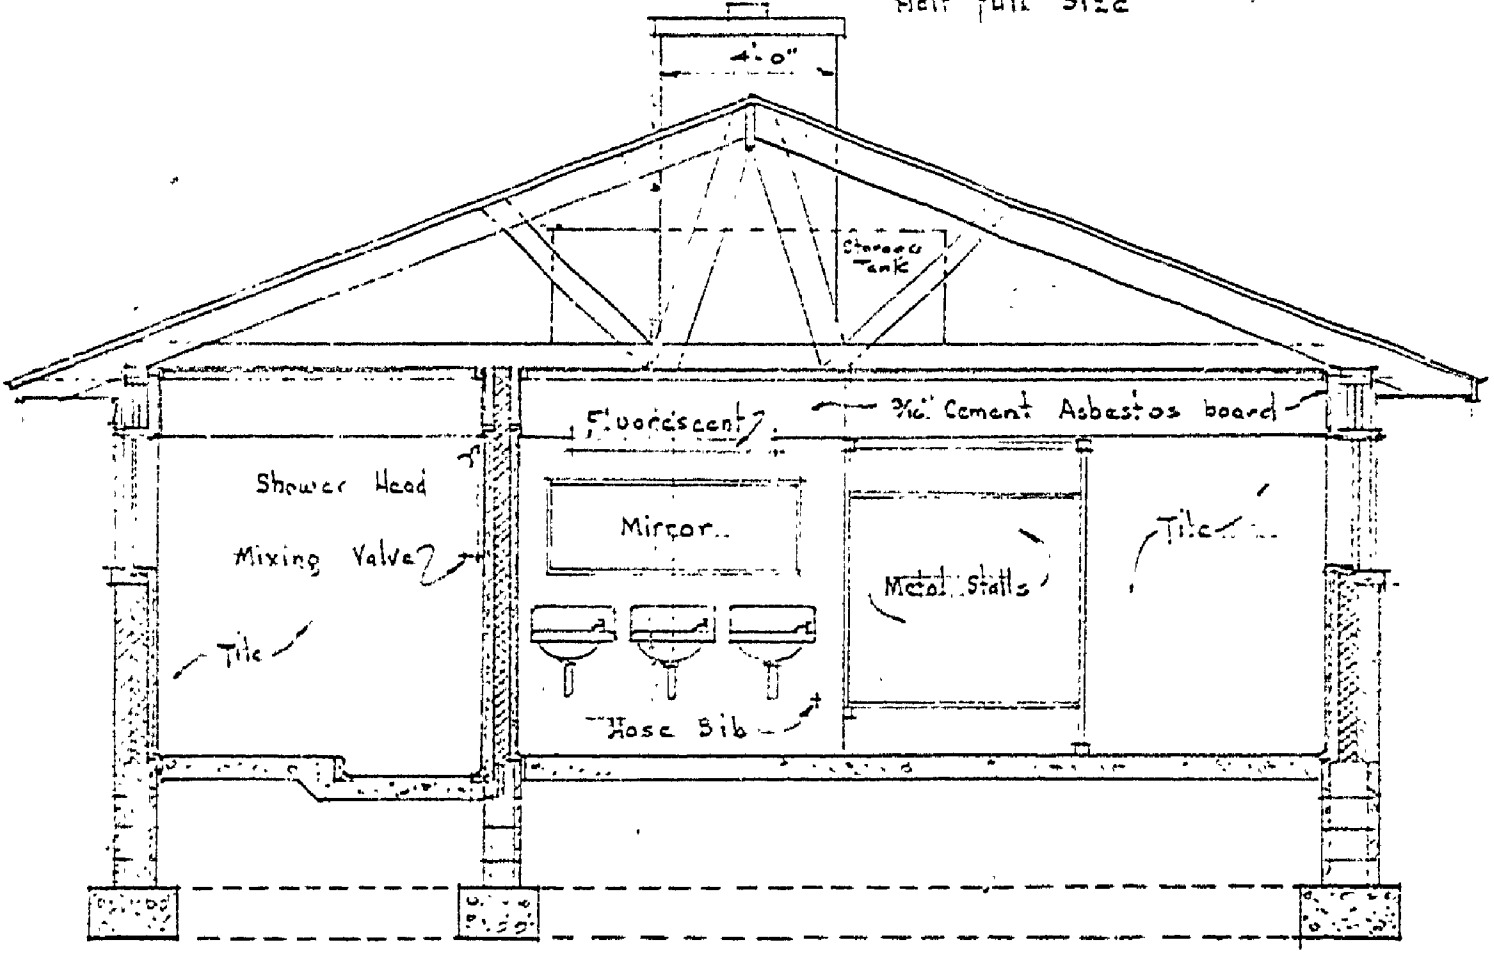 Half Full Size
4'-0"
Storage
Tank
Fluorescent
3/16" Cement Asbestos board
Shower Head
Mirror
Tile
Mixing Valve
Metal Stalls
Tile
Hose Bib